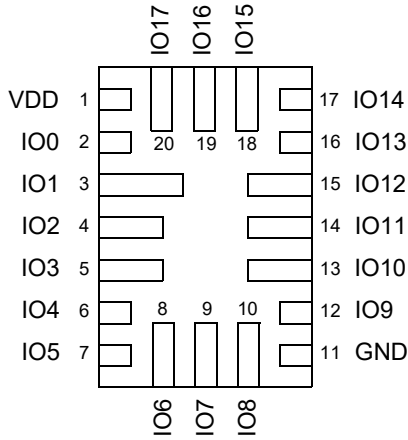 IO17 IO16 IO15
VDD 1 17 IO14
IO0 2 20 19 18 16 IO13
IO1 3 15 IO12
IO2 4 14 IO11
IO3 5 13 IO10
IO4 6 8 9 10 12 IO9
IO5 7 11 GND
IO6 IO7 IO8